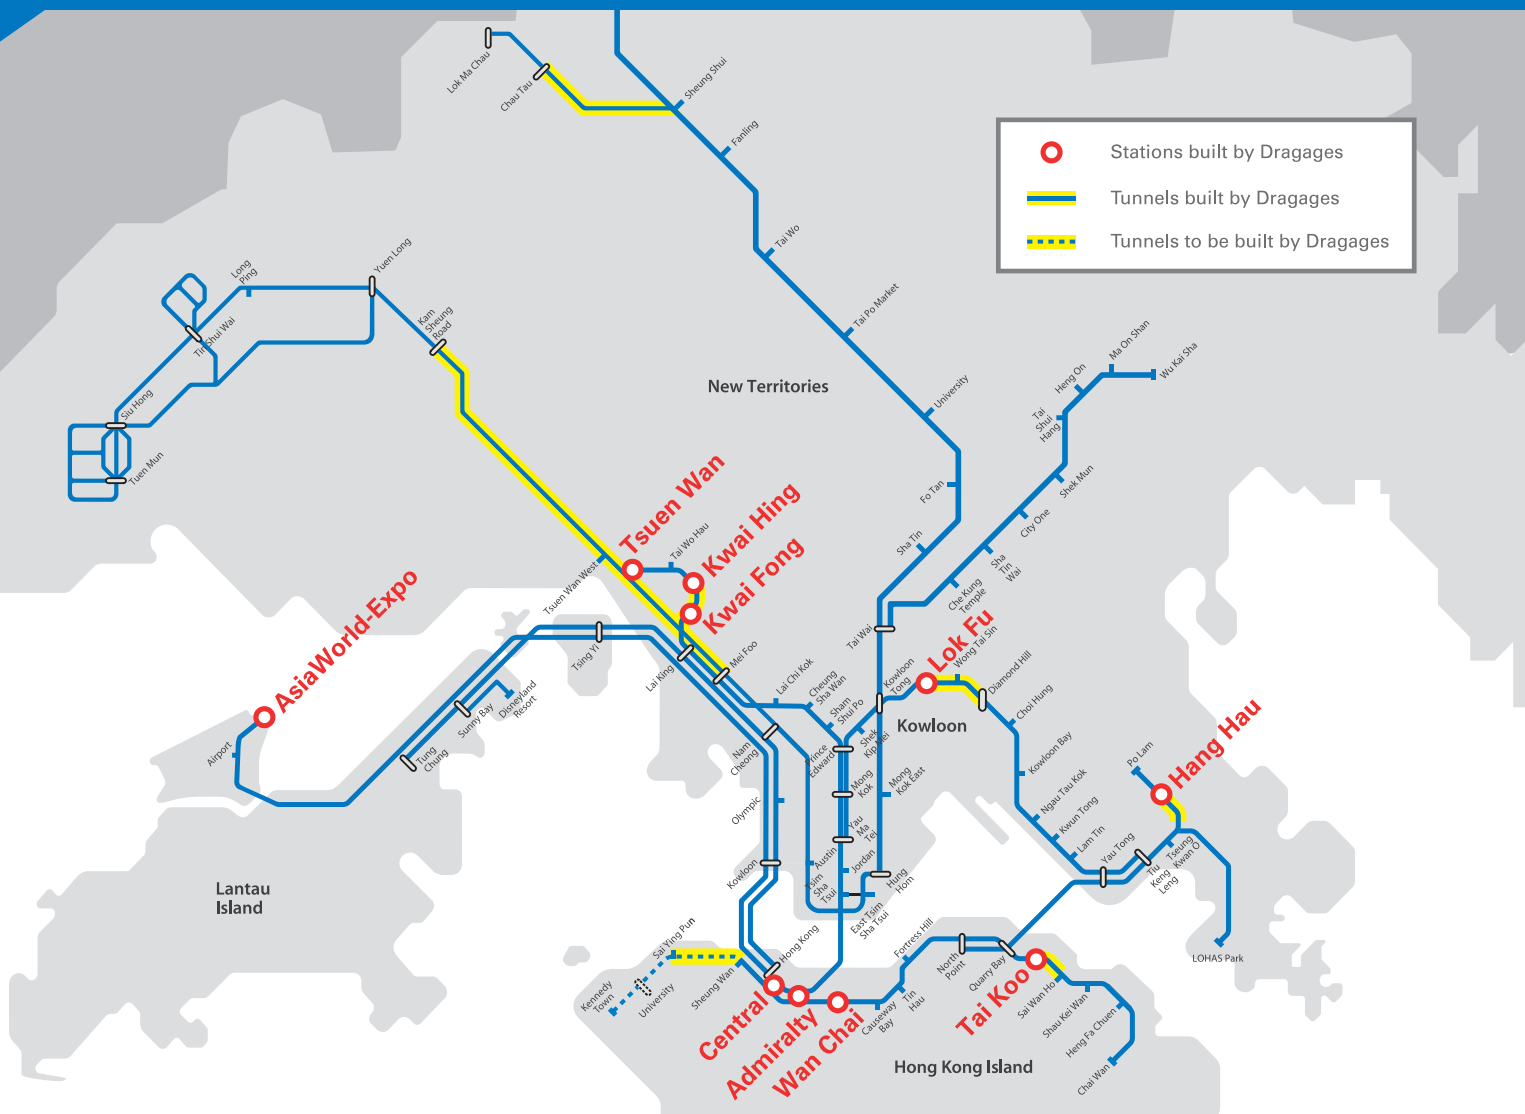 Lok Ma Chau
Chau Tau
Sheung Shui
Fanling
Stations built by Dragages
Tunnels built by Dragages
Tunnels to be built by Dragages
Tai Wo
Yuen Long
Long
Ping
Kam
Sheung
Road
Tin Shui Wai
Tai Po Market
Ma On Shan
Wu Kai Sha
Heng On
Tai
Shui
Hang
New Territories
University
Siu Hong
Tuen Mun
Shek Mun
Fo Tan
City One
Sha Tin
Sha
Tin
Wai
Che Kung
Temple
Tsuen Wan
Tai Wo Hau
Kwai Hing
Kwai Fong
Tsuen Wan West
AsiaWorld-Expo
Tsing Yi
Lai King
Mei Foo
Tai Wai
Lok Fu
Wong Tai Sin
Kowloon
Tong
Diamond Hill
Choi Hung
Kowloon
Lai Chi Kok
Cheung
Sha Wan
Sham
Shui Po
Shek
Kip Mei
Prince
Edward
Airport
Tung
Chung
Sunny Bay
Disneyland
Resort
Nam
Cheong
Olympic
Mong
Kok
Mong
Kok East
Kowloon Bay
Ngau Tau Kok
Kwun Tong
Lam Tin
Po Lam
Hang Hau
Yau
Ma
Tei
Yau Tong
Tiu
Keng
Leng
Tseung
Kwan O
LOHAS Park
Kowloon
Austin
Jordan
Tsim
Sha
Tsui
Hung
Hom
East Tsim
Sha Tsui
Lantau
Island
Sai Ying Pun
Kennedy
Town
University
Sheung Wan
Hong Kong
Central
Admiralty
Wan Chai
Causeway
Bay
Tin
Hau
Fortress Hill
North
Point
Quarry Bay
Tai Koo
Sai Wan Ho
Shau Kei Wan
Heng Fa Chuen
Chai Wan
Hong Kong Island